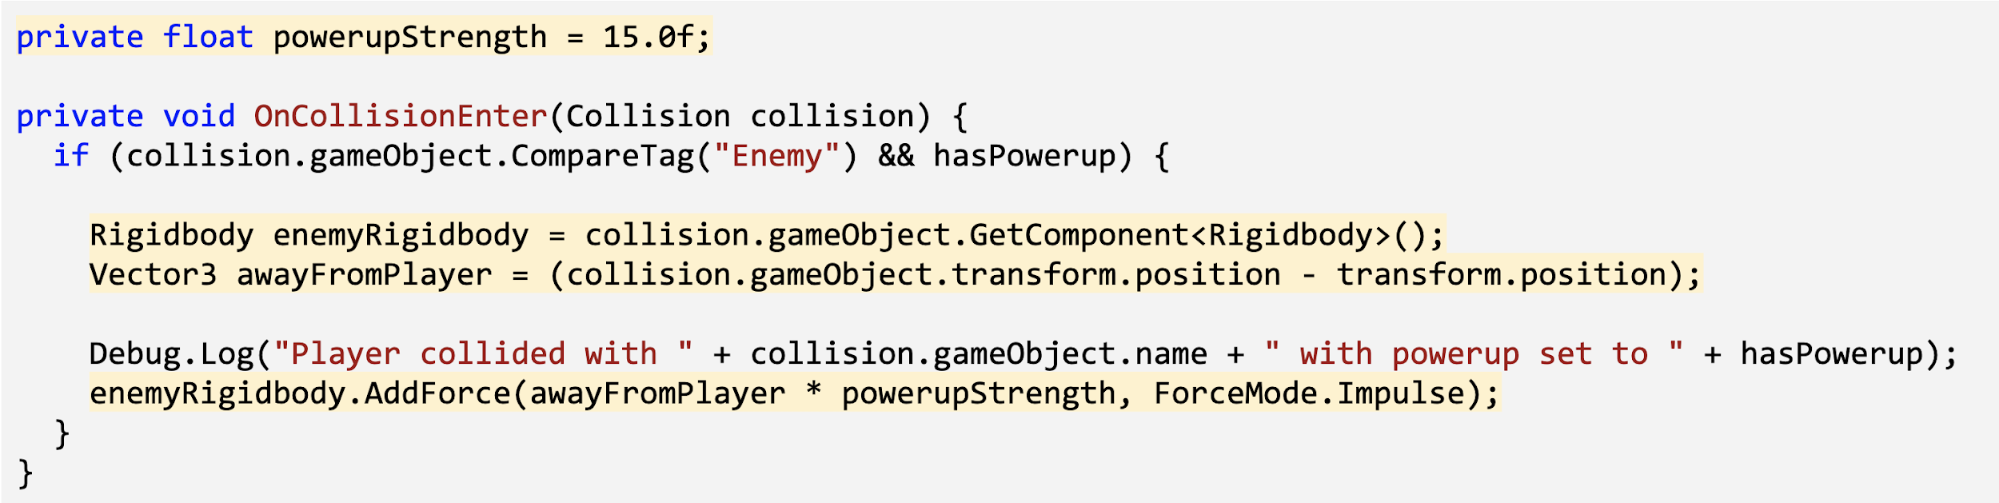 private float powerupStrength = 15.0f;
private void OnCollisionEnter(Collision collision) {
if (collision.gameObject.CompareTag("Enemy") && hasPowerup) {
Rigidbody enemyRigidbody = collision.gameObject.GetComponent<Rigidbody>();
Vector3 awayFromPlayer = (collision.gameObject.transform.position - transform.position);
Debug.Log("Player collided with " + collision.gameObject.name + " with powerup set to " + hasPowerup);
enemyRigidbody.AddForce(awayFromPlayer * powerupStrength, ForceMode.Impulse);
}
}